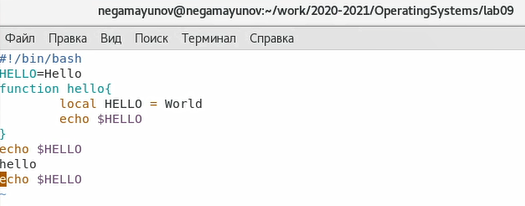 negamayunov@negamayunov:~/work/2020-2021/OperatingSystems/lab09
Файл Правка Вид Поиск Терминал Справка
#!/bin/bash
HELLO=Hello
function hello{
        local HELLO = World
        echo $HELLO
}
echo $HELLO
hello
echo $HELLO
~